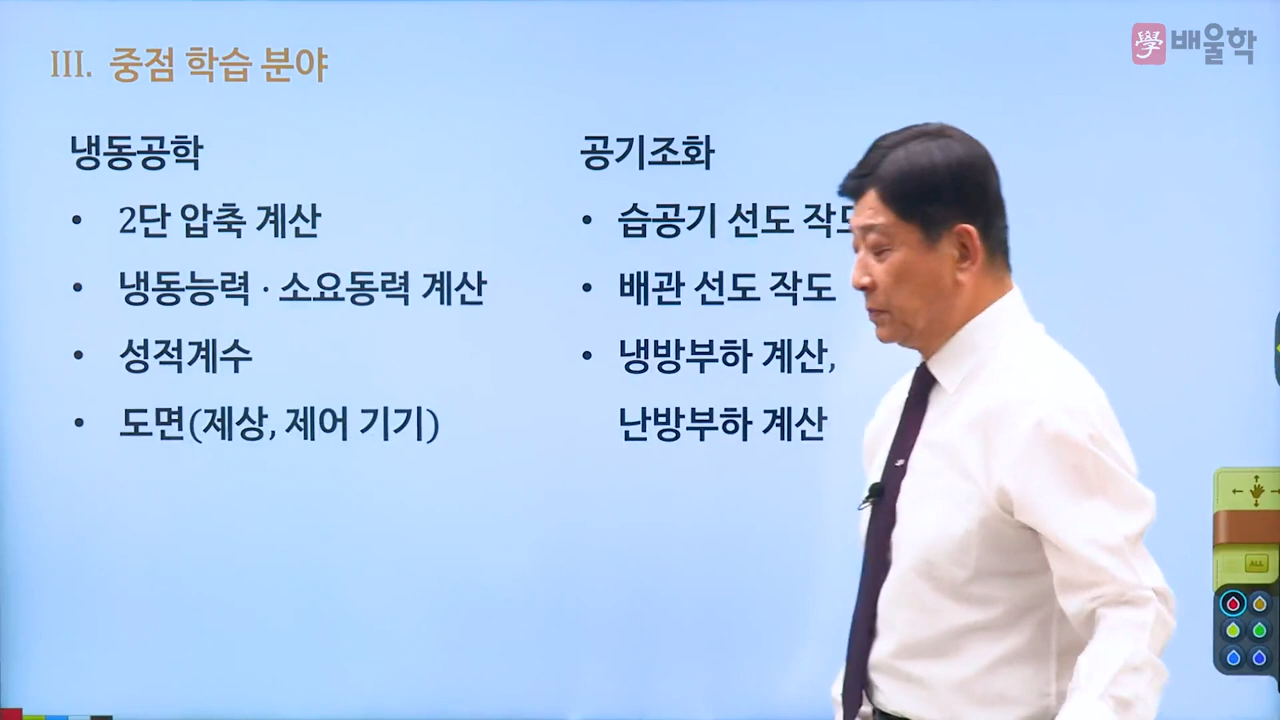 III. 중점 학습 분야
學 배울학
냉동공학
• 2단 압축 계산
• 냉동능력 · 소요동력 계산
• 성적계수
• 도면(제상, 제어 기기)
공기조화
• 습공기 선도
• 배관 선도 작도
• 냉방부하 계산,
난방부하 계산
ALL